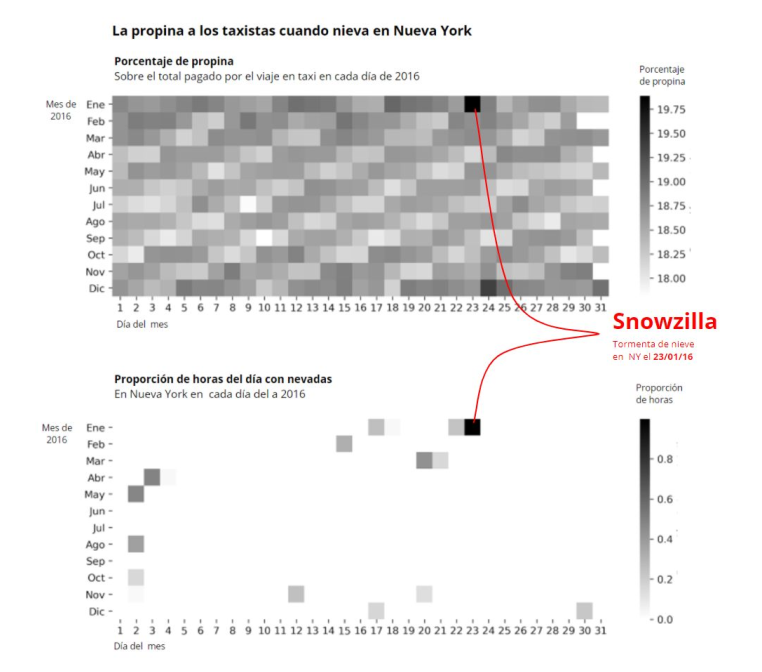 La propina a los taxistas cuando nieva en Nueva York
Porcentaje de propina
Sobre el total pagado por el viaje en taxi en cada día de 2016
Porcentaje
de propina
Mes de
2016
Ene
Feb
Mar
Abr
May
Jun
Jul
Ago
Sep
Oct
Nov
Dic
19.75
19.50
19.25
19.00
18.75
18.50
18.25
18.00
1 2 3 4 5 6 7 8 9 10 11 12 13 14 15 16 17 18 19 20 21 22 23 24 25 26 27 28 29 30 31
Día del mes
Snowzilla
Tormenta de nieve
en NY el 23/01/16
Proporción de horas del día con nevadas
En Nueva York en cada día del a 2016
Proporción
de horas
Mes de
2016
Ene
Feb
Mar
Abr
May
Jun
Jul
Ago
Sep
Oct
Nov
Dic
0.8
0.6
0.4
0.2
0.0
1 2 3 4 5 6 7 8 9 10 11 12 13 14 15 16 17 18 19 20 21 22 23 24 25 26 27 28 29 30 31
Día del mes